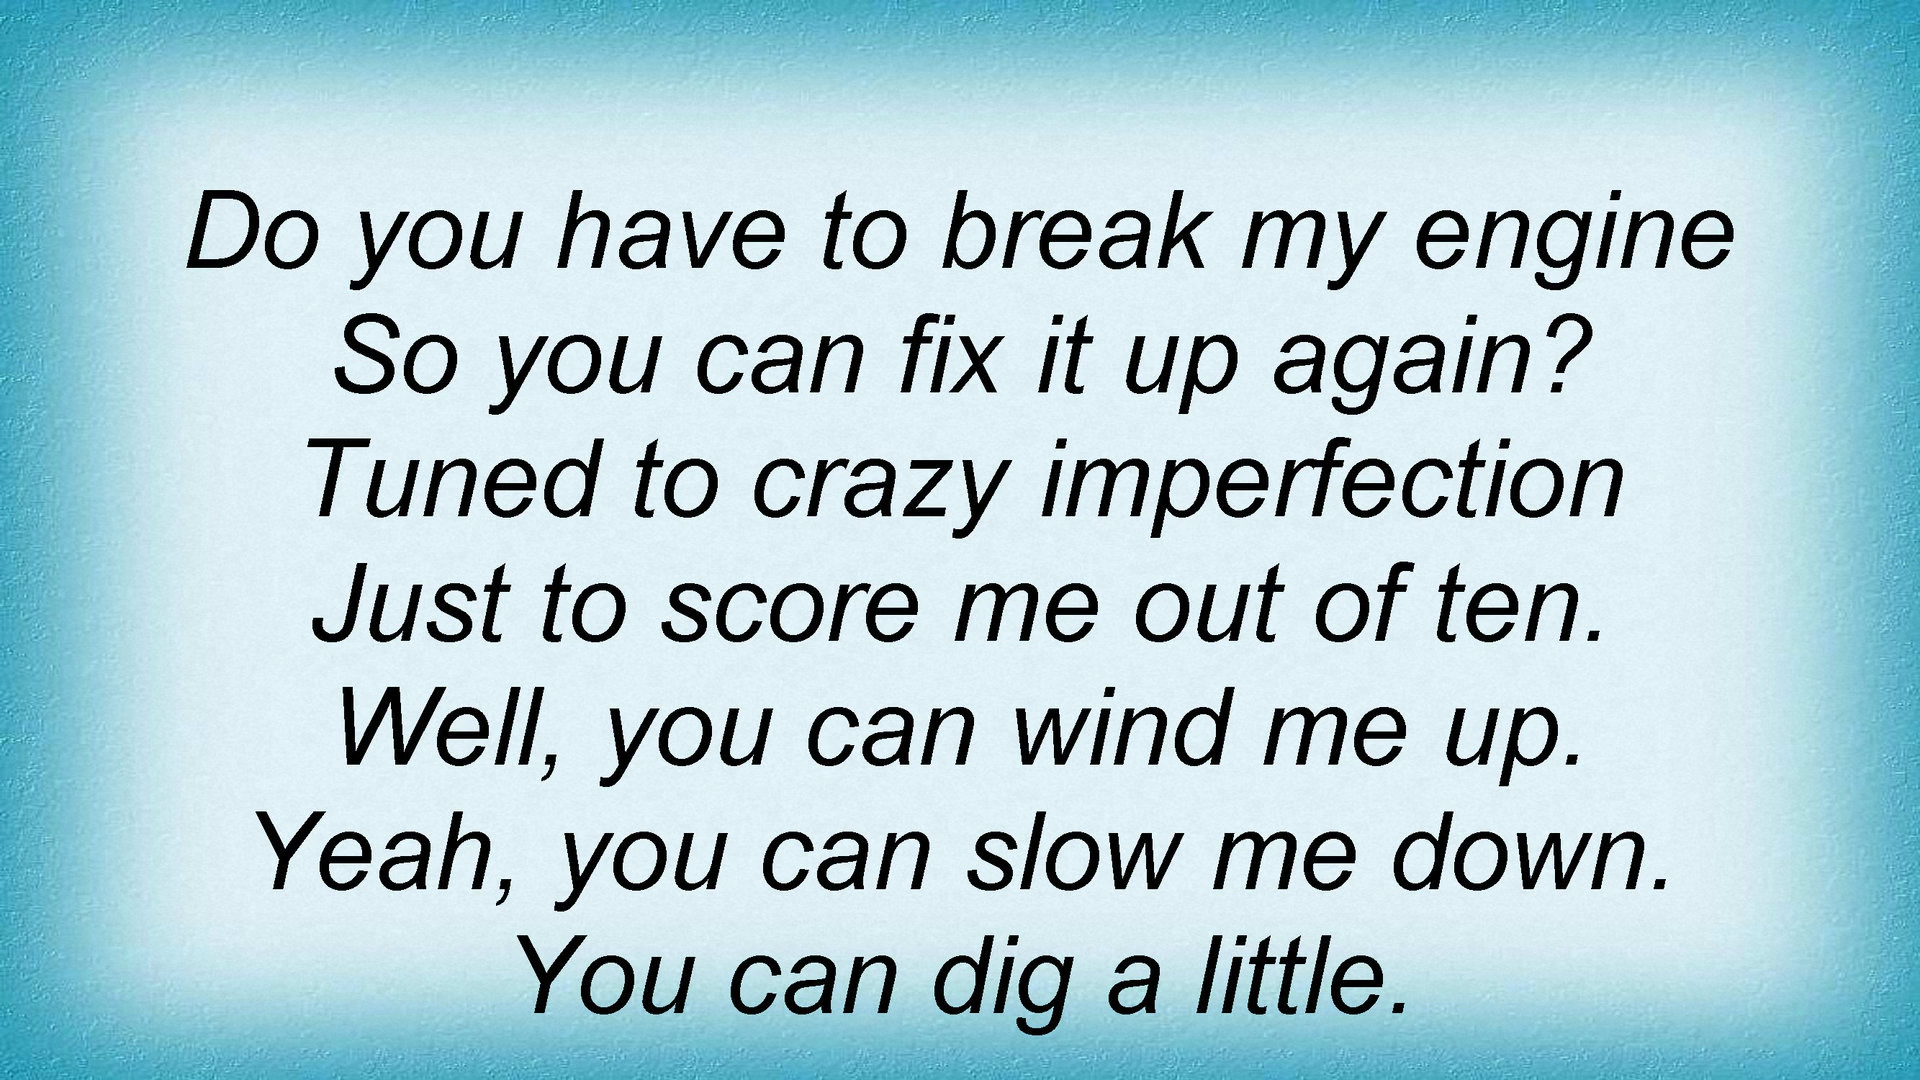 Do you have to break my engine
So you can fix it up again?
Tuned to crazy imperfection
Just to score me out of ten.
Well, you can wind me up.
Yeah, you can slow me down.
You can dig a little.